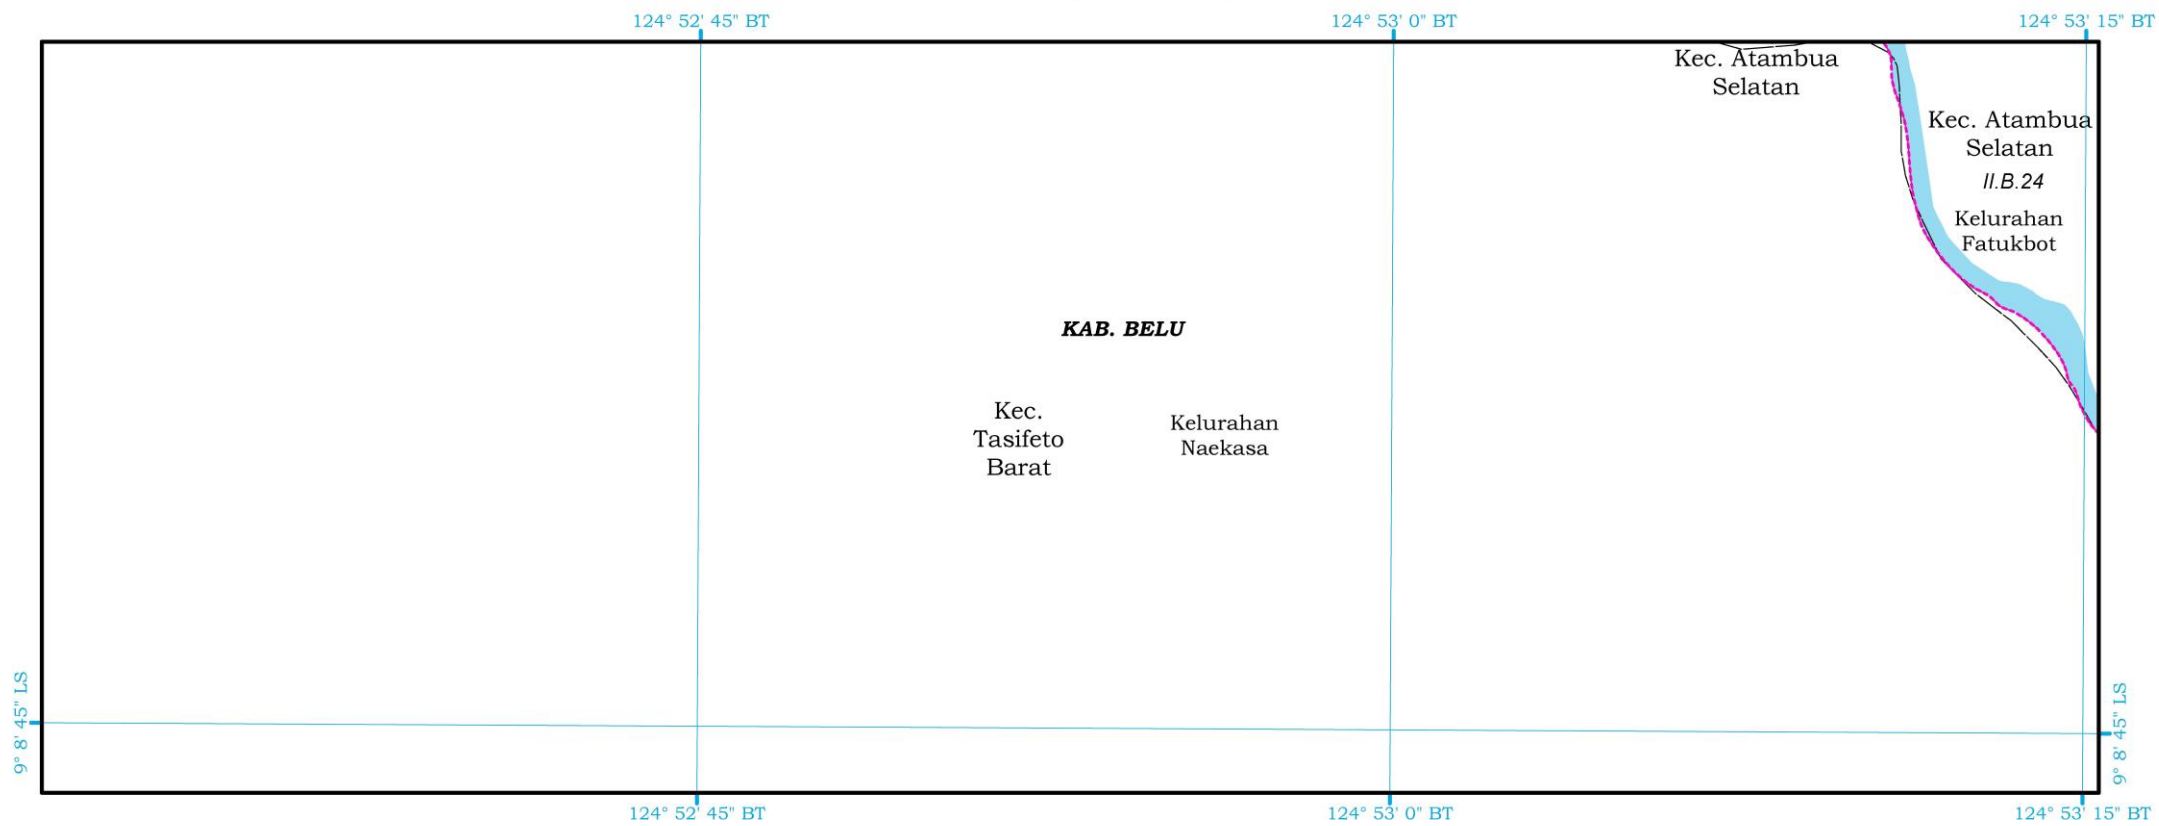 124° 52' 45" BT
124° 53' 0" BT
124° 53' 15" BT
Kec. Atambua
Selatan
Kec. Atambua
Selatan
II.B.24
Kelurahan
Fatukbot
KAB. BELU
Kec.
Tasifeto
Barat
Kelurahan
Naekasa
9° 8' 45" LS
9° 8' 45" LS
124° 52' 45" BT
124° 53' 0" BT
124° 53' 15" BT